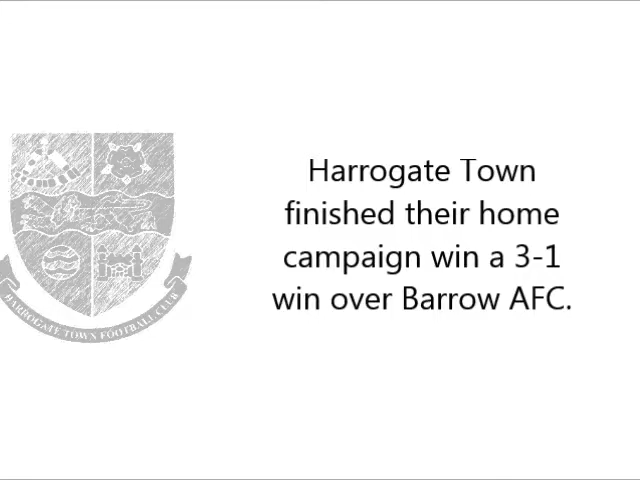 Harrogate Town
finished their home
campaign win a 3-1
win over Barrow AFC.
HARROGATE TOWN FOOTBALL CLUB